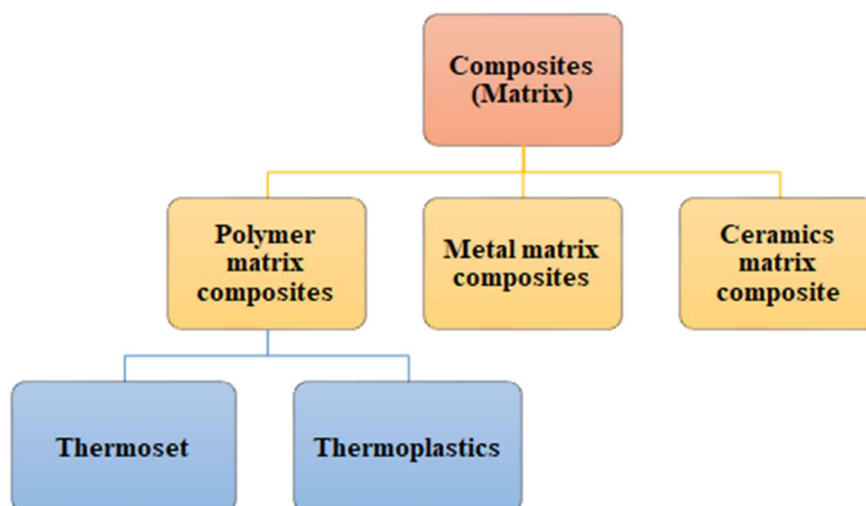 Composites
(Matrix)
Polymer
matrix
composites
Metal matrix
composites
Ceramics
matrix
composite
Thermoset
Thermoplastics